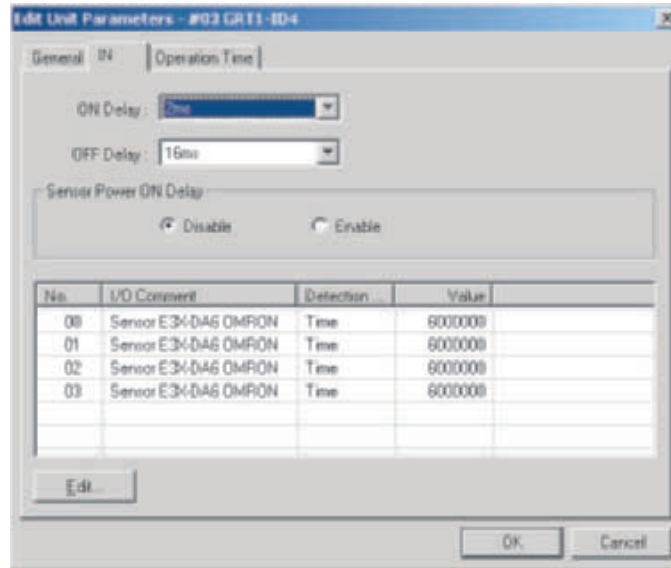 Edit Unit Parameters - #03 GRT1-ID4
General IN Operation Time
ON Delay : 2ms
OFF Delay : 16ms
Sensor Power ON Delay
Disable Enable
No. I/O Comment Detection ... Value
00 Sensor E3X-DA6 OMRON Time 6000000
01 Sensor E3X-DA6 OMRON Time 6000000
02 Sensor E3X-DA6 OMRON Time 6000000
03 Sensor E3X-DA6 OMRON Time 6000000
Edit...
OK Cancel